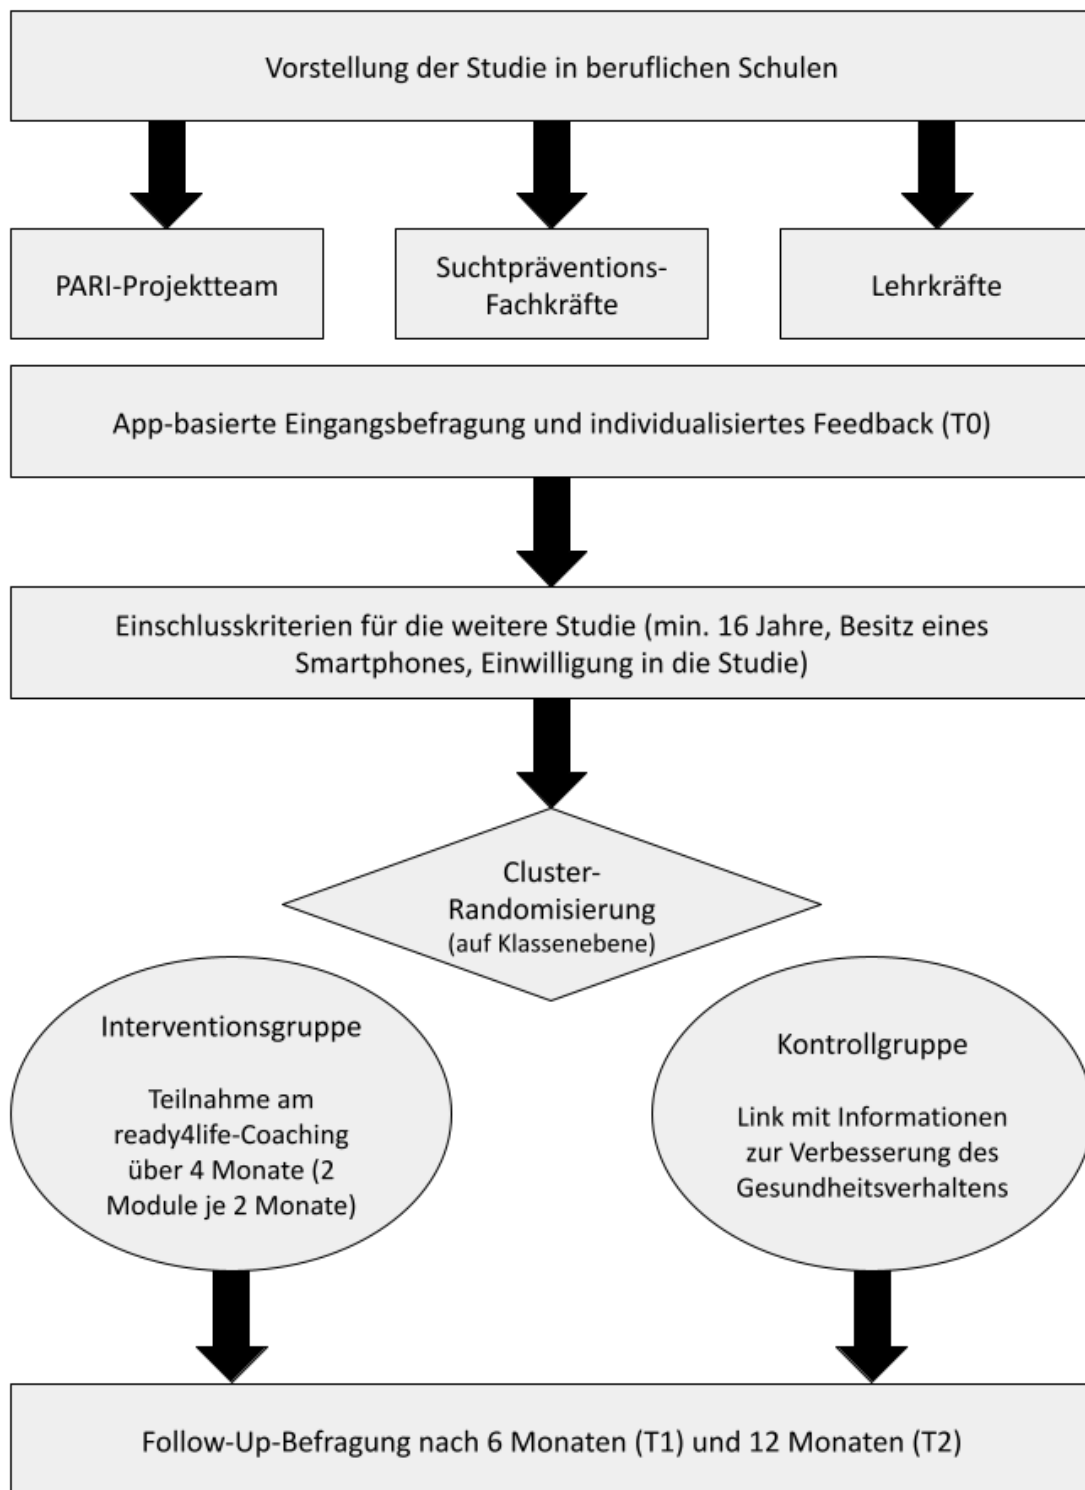 Vorstellung der Studie in beruflichen Schulen
PARI-Projektteam
Suchtpräventions-
Fachkräfte
Lehrkräfte
App-basierte Eingangsbefragung und individualisiertes Feedback (T0)
Einschlusskriterien für die weitere Studie (min. 16 Jahre, Besitz eines
Smartphones, Einwilligung in die Studie)
Cluster-
Randomisierung
(auf Klassenebene)
Interventionsgruppe
Teilnahme am
ready4life-Coaching
über 4 Monate (2
Module je 2 Monate)
Kontrollgruppe
Link mit Informationen
zur Verbesserung des
Gesundheitsverhaltens
Follow-Up-Befragung nach 6 Monaten (T1) und 12 Monaten (T2)